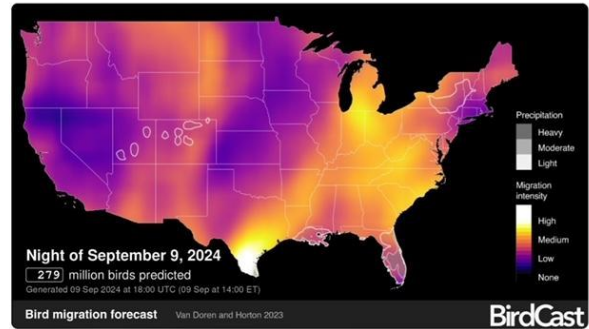 Precipitation
Heavy
Moderate
Light
Migration
intensity
High
Medium
Low
None
Night of September 9, 2024
279 million birds predicted
Generated 09 Sep 2024 at 18:00 UTC (09 Sep at 14:00 ET)
Bird migration forecast Van Doren and Horton 2023
BirdCast